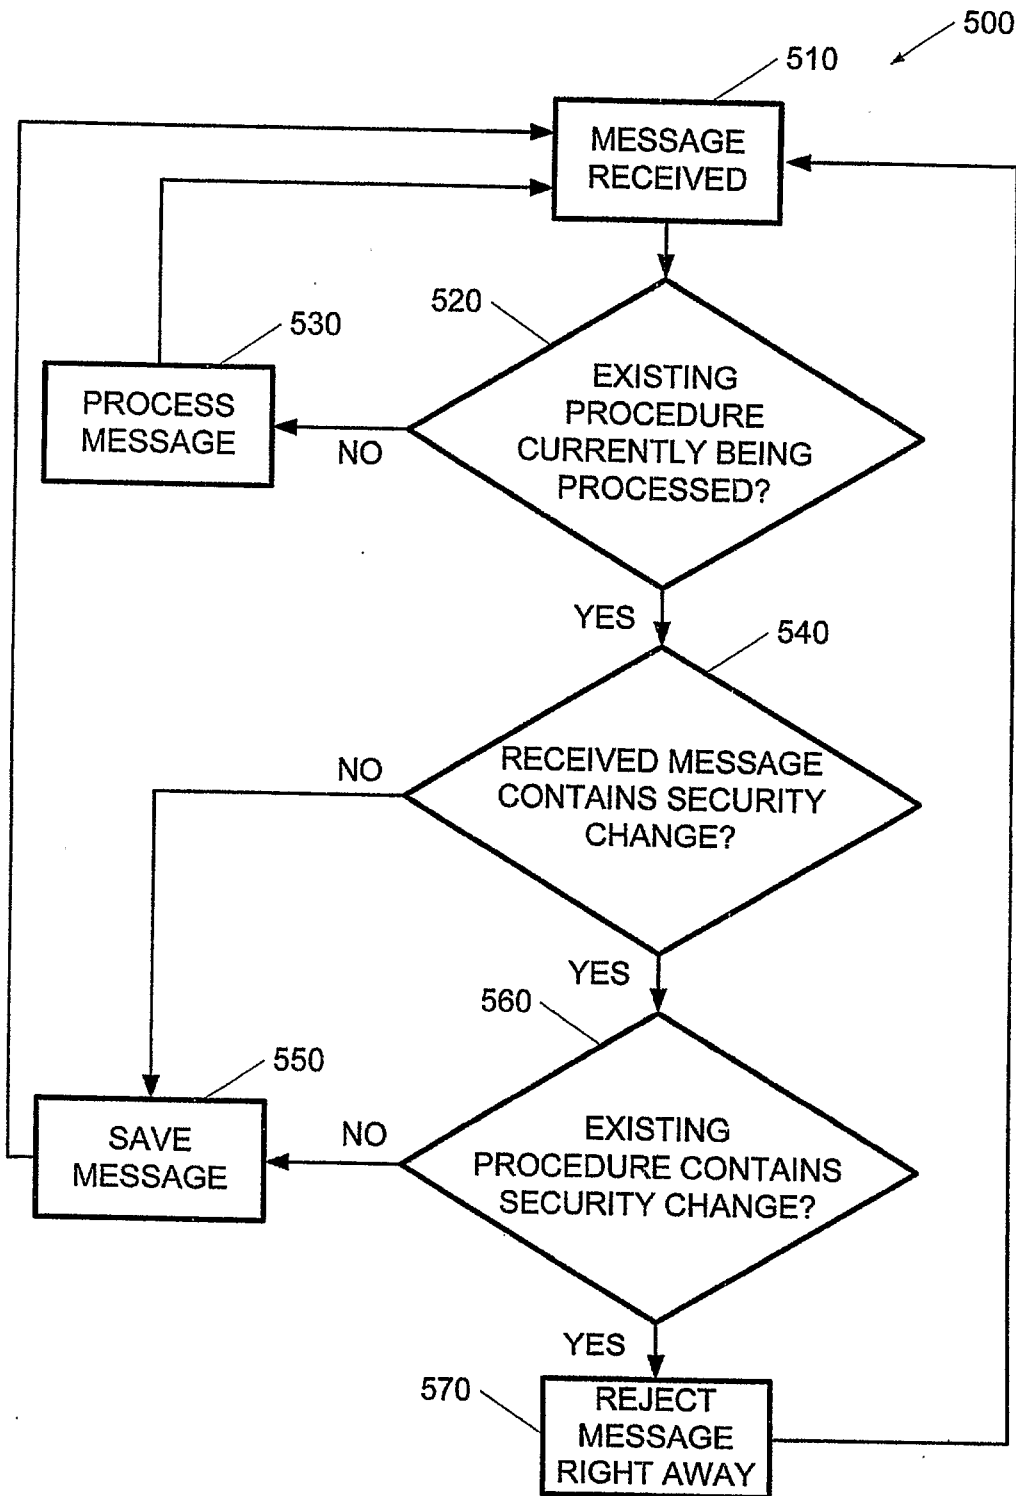 500
510
MESSAGE
RECEIVED
520
530
EXISTING
PROCEDURE
CURRENTLY BEING
PROCESSED?
PROCESS
MESSAGE
NO
YES
540
NO
RECEIVED MESSAGE
CONTAINS SECURITY
CHANGE?
YES
560
550
SAVE
MESSAGE
NO
EXISTING
PROCEDURE CONTAINS
SECURITY CHANGE?
YES
570
REJECT
MESSAGE
RIGHT AWAY